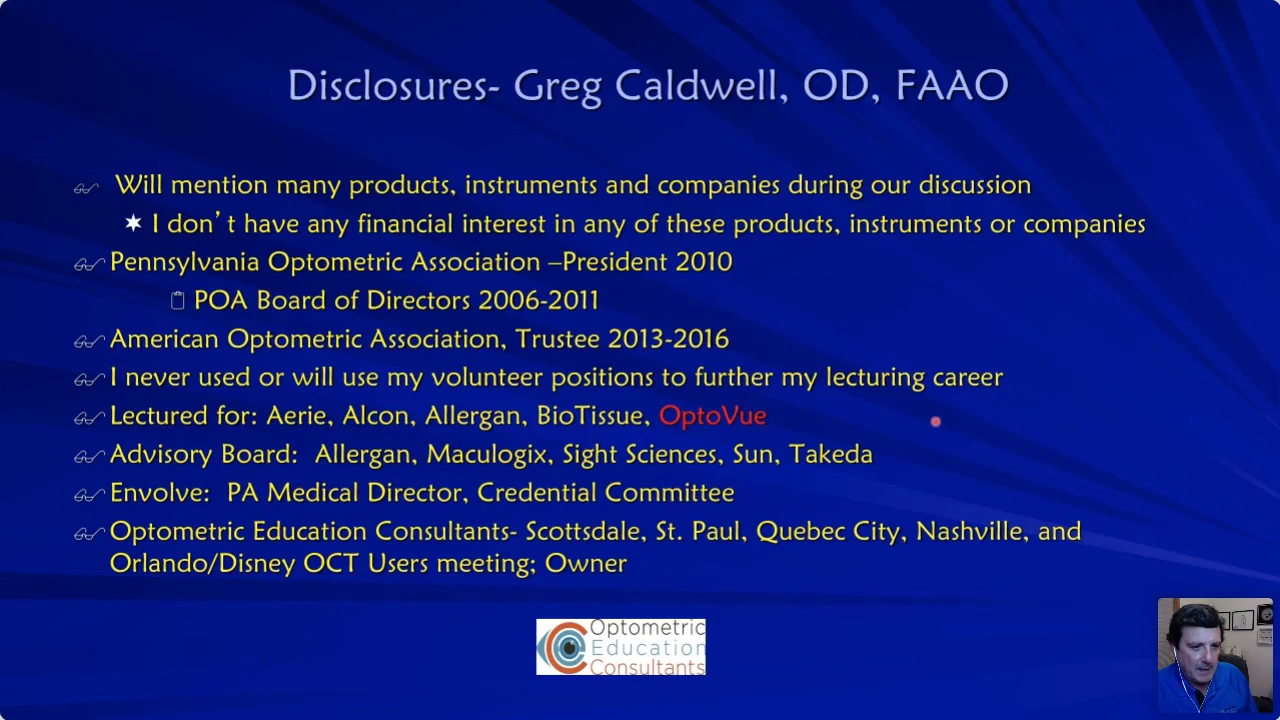 Disclosures- Greg Caldwell, OD, FAAO
Will mention many products, instruments and companies during our discussion
I don't have any financial interest in any of these products, instruments or companies
Pennsylvania Optometric Association –President 2010
POA Board of Directors 2006-2011
American Optometric Association, Trustee 2013-2016
I never used or will use my volunteer positions to further my lecturing career
Lectured for: Aerie, Alcon, Allergan, BioTissue, OptoVue
Advisory Board: Allergan, Maculogix, Sight Sciences, Sun, Takeda
Envolve: PA Medical Director, Credential Committee
Optometric Education Consultants- Scottsdale, St. Paul, Quebec City, Nashville, and
Orlando/Disney OCT Users meeting; Owner
Optometric
Education
Consultants